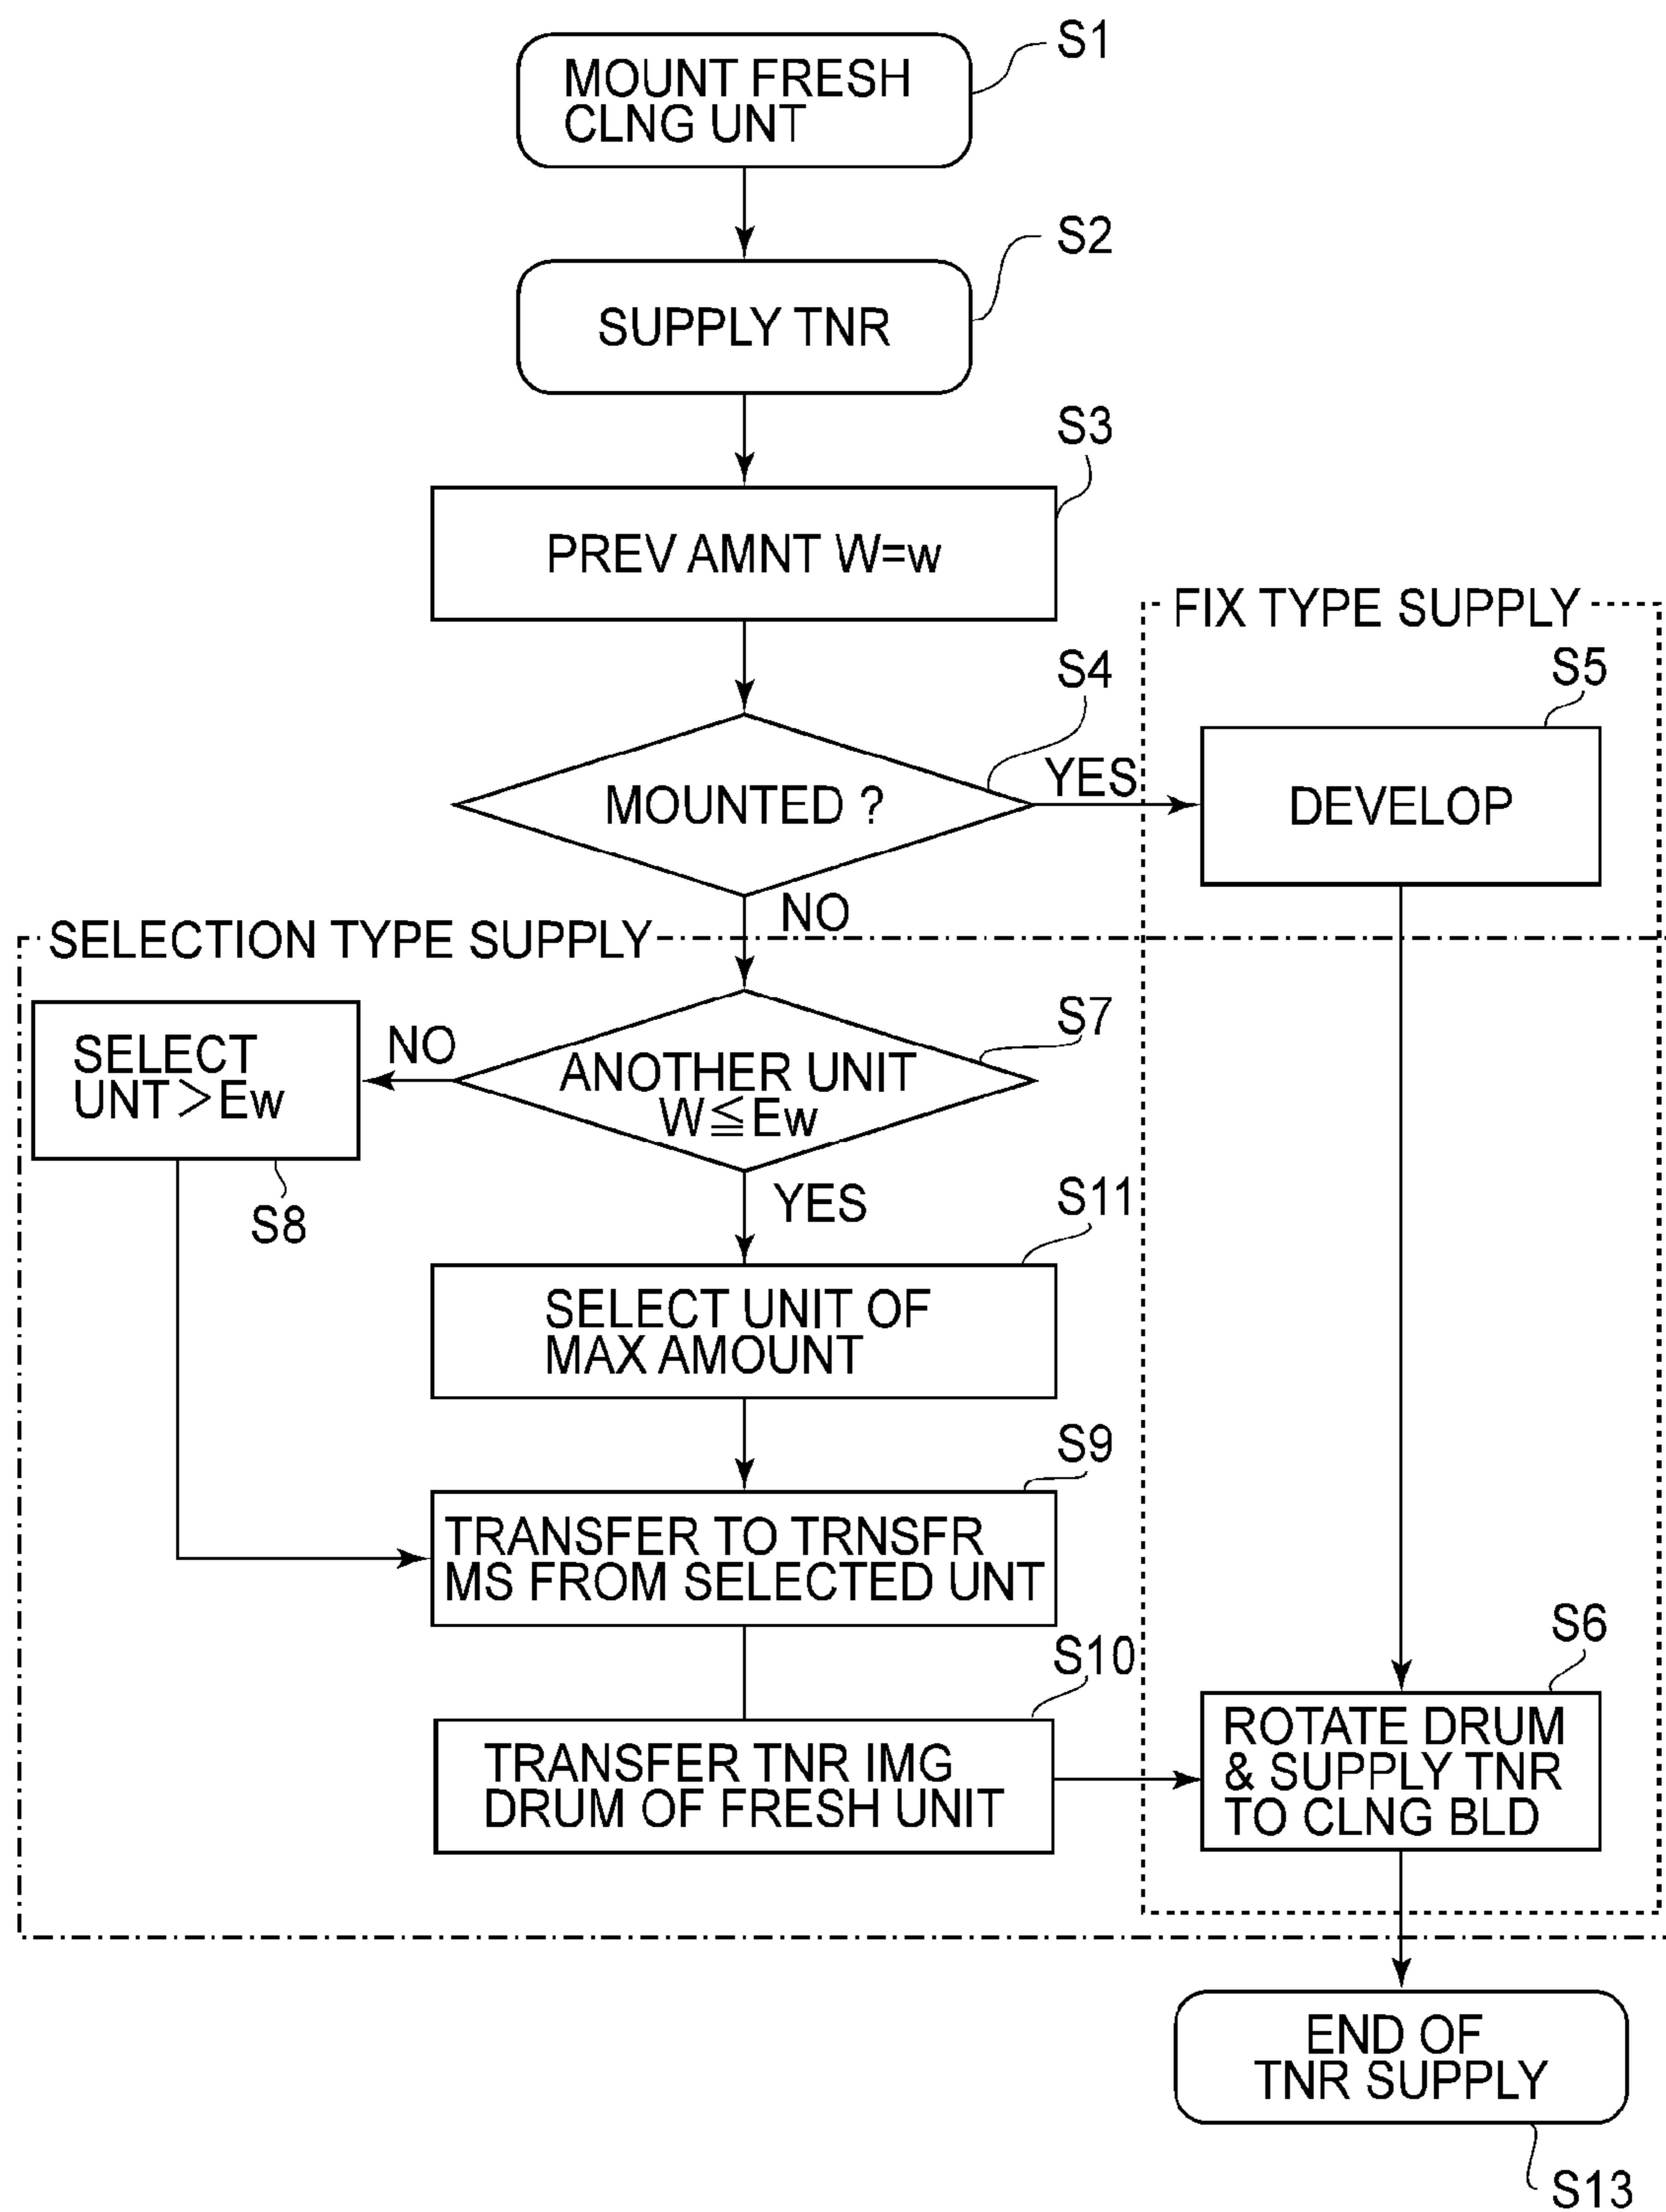 S1
MOUNT FRESH
CLNG UNT
S2
SUPPLY TNR
S3
PREV AMNT W=w
FIX TYPE SUPPLY
S4
S5
MOUNTED ?
YES
DEVELOP
NO
SELECTION TYPE SUPPLY
S7
SELECT
UNT>Ew
NO
ANOTHER UNIT
W≦Ew
S8
YES
S11
SELECT UNIT OF
MAX AMOUNT
S9
TRANSFER TO TRNSFR
MS FROM SELECTED UNT
S10
S6
TRANSFER TNR IMG
DRUM OF FRESH UNIT
ROTATE DRUM
& SUPPLY TNR
TO CLNG BLD
END OF
TNR SUPPLY
S13